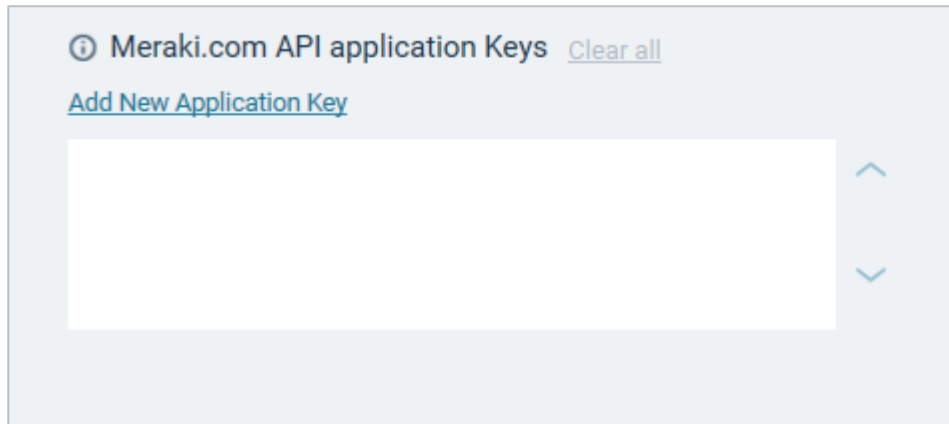 Meraki.com API application Keys Clear all
Add New Application Key